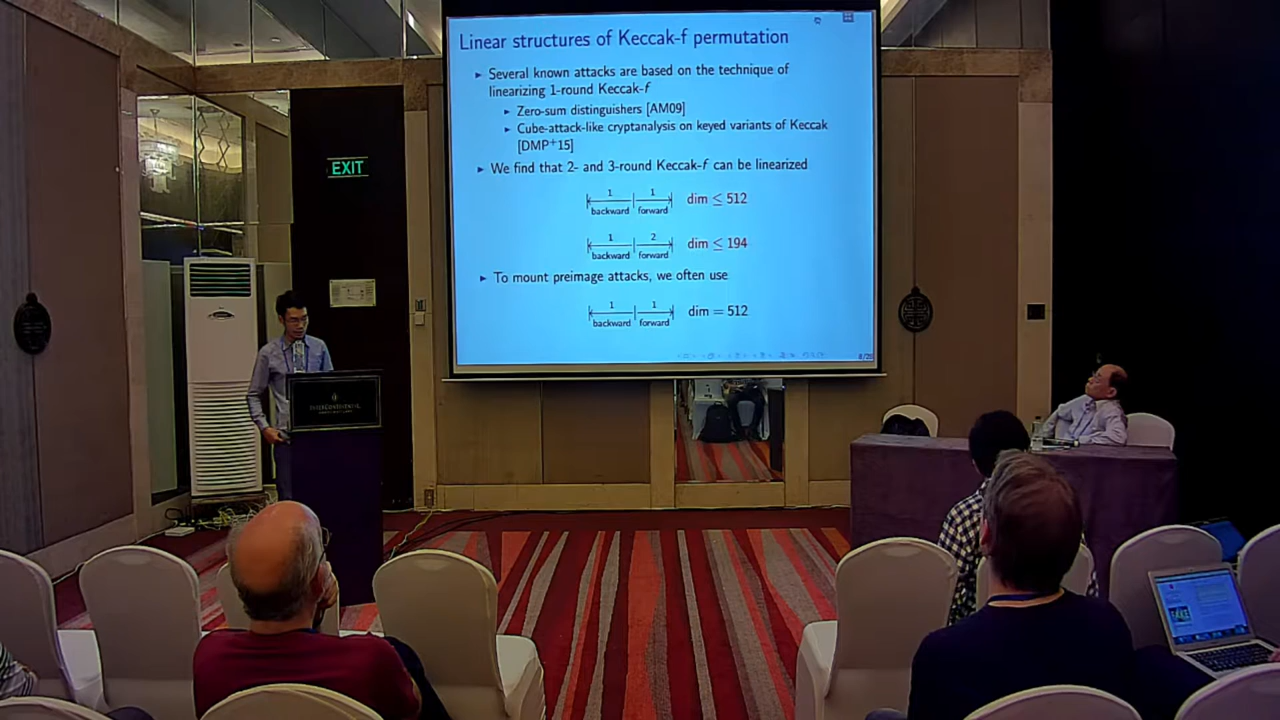 Linear structures of Keccak-f permutation
▸ Several known attacks are based on the technique of
linearizing 1-round Keccak-f
▸ Zero-sum distinguishers [AM09]
▸ Cube-attack-like cryptanalysis on keyed variants of Keccak
[DMP+15]
▸ We find that 2- and 3-round Keccak-f can be linearized
1 1
backward forward dim ≤ 512
1 2
backward forward dim ≤ 194
▸ To mount preimage attacks, we often use
1 1
backward forward dim = 512
EXIT
INTERCONTINENTAL